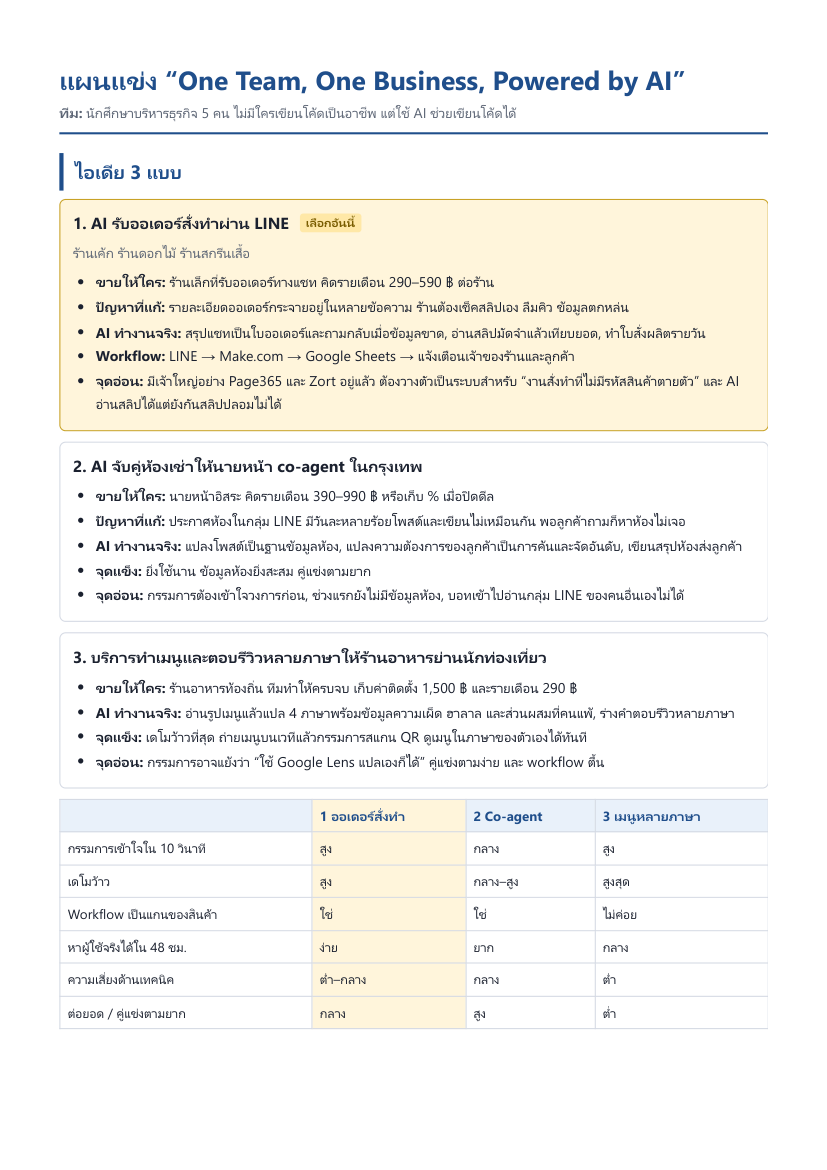 แผนแข่ง “One Team, One Business, Powered by AI”
ทีม: นักศึกษาบริหารธุรกิจ 5 คน ไม่มีใครเขียนโค้ดเป็นอาชีพ แต่ใช้ AI ช่วยเขียนโค้ดได้
ไอเดีย 3 แบบ
1. AI รับออเดอร์สั่งทำผ่าน LINE เลือกอันนี้
ร้านเค้ก ร้านดอกไม้ ร้านสกรีนเสื้อ
• ขายให้ใคร: ร้านเล็กที่รับออเดอร์ทางแชท คิดรายเดือน 290–590 ฿ ต่อร้าน
• ปัญหาที่แก้: รายละเอียดออเดอร์กระจายอยู่ในหลายข้อความ ร้านต้องเช็คสลิปเอง ลืมคิว ข้อมูลตกหล่น
• AI ทำงานจริง: สรุปแชทเป็นใบออเดอร์และถามกลับเมื่อข้อมูลขาด, อ่านสลิปมัดจำแล้วเทียบยอด, ทำใบสั่งผลิตรายวัน
• Workflow: LINE → Make.com → Google Sheets → แจ้งเตือนเจ้าของร้านและลูกค้า
• จุดอ่อน: มีเจ้าใหญ่อย่าง Page365 และ Zort อยู่แล้ว ต้องวางตัวเป็นระบบสำหรับ “งานสั่งทำที่ไม่มีรหัสสินค้าตายตัว” และ AI
อ่านสลิปได้แต่ยังกันสลิปปลอมไม่ได้
2. AI จับคู่ห้องเช่าให้นายหน้า co-agent ในกรุงเทพ
• ขายให้ใคร: นายหน้าอิสระ คิดรายเดือน 390–990 ฿ หรือเก็บ % เมื่อปิดดีล
• ปัญหาที่แก้: ประกาศห้องในกลุ่ม LINE มีวันละหลายร้อยโพสต์และเขียนไม่เหมือนกัน พอลูกค้าถามก็หาห้องไม่เจอ
• AI ทำงานจริง: แปลงโพสต์เป็นฐานข้อมูลห้อง, แปลงความต้องการของลูกค้าเป็นการค้นและจัดอันดับ, เขียนสรุปห้องส่งลูกค้า
• จุดแข็ง: ยิ่งใช้นาน ข้อมูลห้องยิ่งสะสม คู่แข่งตามยาก
• จุดอ่อน: กรรมการต้องเข้าใจวงการก่อน, ช่วงแรกยังไม่มีข้อมูลห้อง, บอทเข้าไปอ่านกลุ่ม LINE ของคนอื่นเองไม่ได้
3. บริการทำเมนูและตอบรีวิวหลายภาษาให้ร้านอาหารย่านนักท่องเที่ยว
• ขายให้ใคร: ร้านอาหารท้องถิ่น ทีมทำให้ครบจบ เก็บค่าติดตั้ง 1,500 ฿ และรายเดือน 290 ฿
• AI ทำงานจริง: อ่านรูปเมนูแล้วแปล 4 ภาษาพร้อมข้อมูลความเผ็ด ฮาลาล และส่วนผสมที่คนแพ้, ร่างคำตอบรีวิวหลายภาษา
• จุดแข็ง: เดโมว้าวที่สุด ถ่ายเมนูบนเวทีแล้วกรรมการสแกน QR ดูเมนูในภาษาของตัวเองได้ทันที
• จุดอ่อน: กรรมการอาจแย้งว่า “ใช้ Google Lens แปลเองก็ได้” คู่แข่งตามง่าย และ workflow ตื้น
1 ออเดอร์สั่งทำ 2 Co-agent 3 เมนูหลายภาษา
กรรมการเข้าใจใน 10 วินาที สูง กลาง สูง
เดโมว้าว สูง กลาง–สูง สูงสุด
Workflow เป็นแกนของสินค้า ใช่ ใช่ ไม่ค่อย
หาผู้ใช้จริงได้ใน 48 ชม. ง่าย ยาก กลาง
ความเสี่ยงด้านเทคนิค ต่ำ–กลาง กลาง ต่ำ
ต่อยอด / คู่แข่งตามยาก กลาง สูง ต่ำ